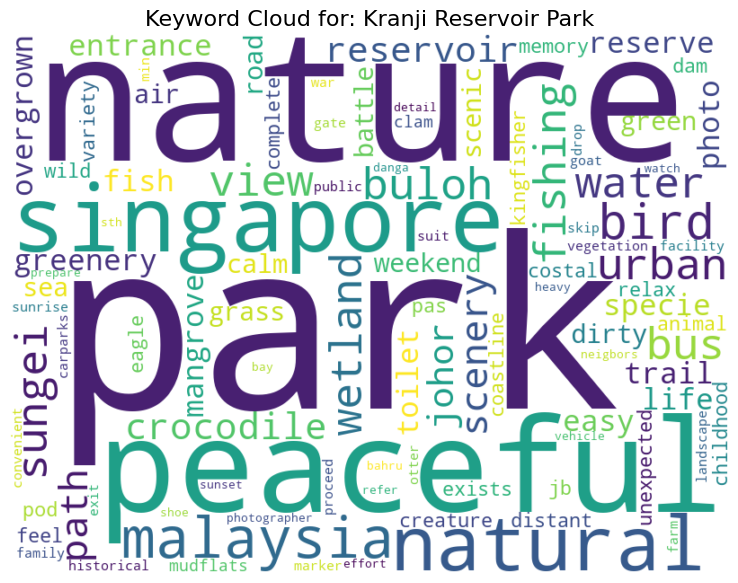 Keyword Cloud for: Kranji Reservoir Park
entrance
reservoir
memory
reserve
nature
min
war
air
road
overgrown
variety
complete
battle
detail
clam
gate
scenic
dam
green
photo
wild
fish
view
public
buloh
danga
kingfisher
fishing
drop
goat
watch
water
singapore
sth
suit
skip
bird
vegetation
facility
greenery
prepare
calm
weekend
costal
urban
sea
sunrise
carparks
eagle
mangrove
grass
wetland
park
pas
johor
scenery
coastline
relax
specie
animal
dirty
bus
neigbors
bay
toilet
trail
life
sungei
crocodile
easy
unexpected
landscape
childhood
convenient
path
peaceful
vehicle
exit
shoe
sunset
bahru
refer
proceed
otter
exists
jb
pod
feel
family
historical
mudflats
malaysia
photographer
marker
effort
creature
distant
natural
farm